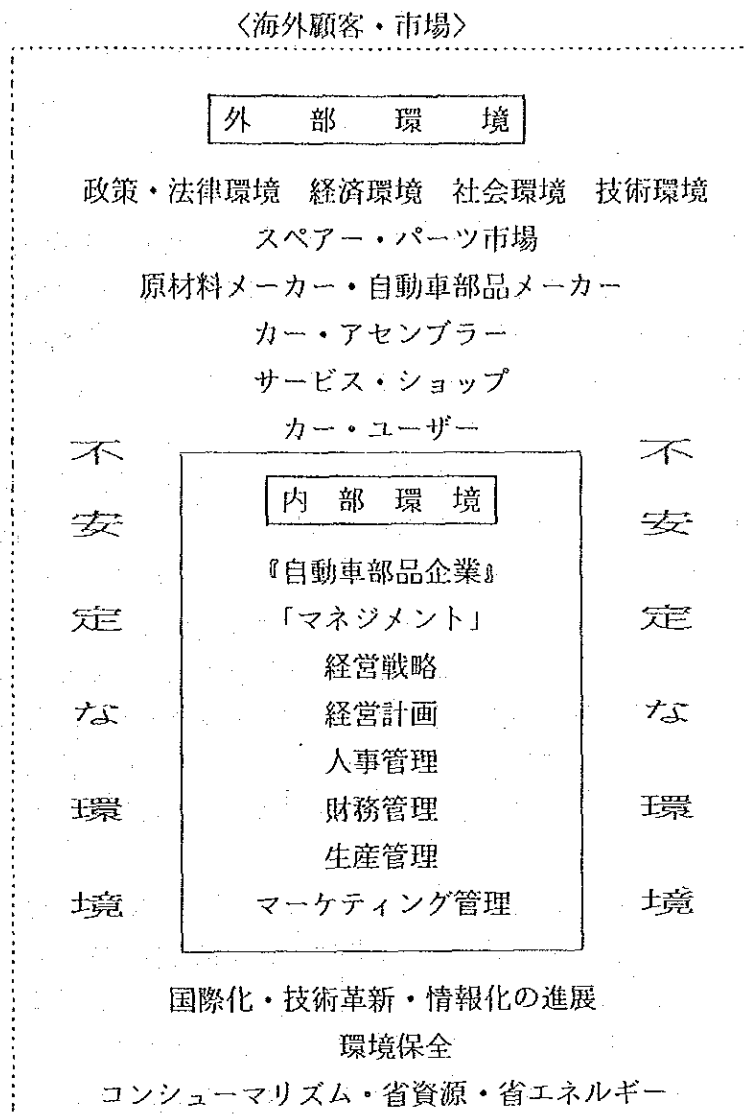 〈海外顧客・市場〉
外部環境
政策・法律環境 経済環境 社会環境 技術環境
スペアー・パーツ市場
原材料メーカー・自動車部品メーカー
カー・アセンブラー
サービス・ショップ
カー・ユーザー
不安定な環境
内部環境
『自動車部品企業』
「マネジメント」
経営戦略
経営計画
人事管理
財務管理
生産管理
マーケティング管理
不安定な環境
国際化・技術革新・情報化の進展
環境保全
コンシューマリズム・省資源・省エネルギー